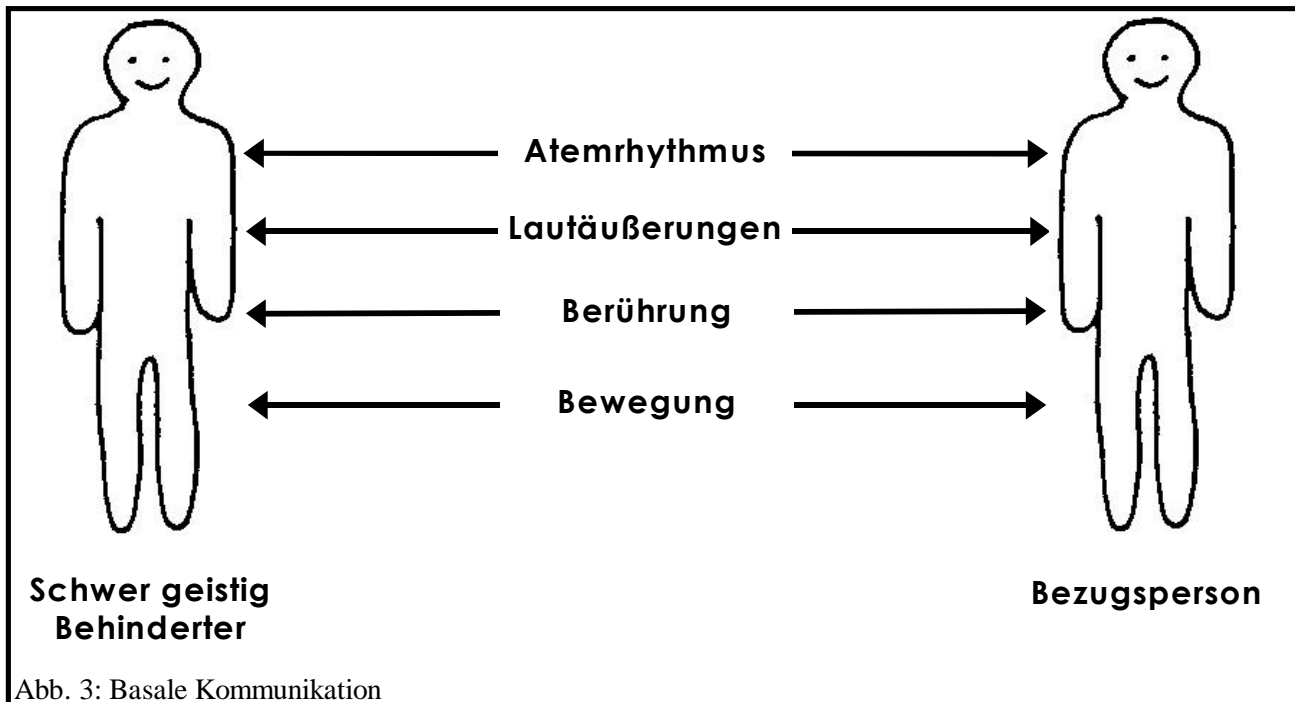 Atemrhythmus
Lautäußerungen
Berührung
Bewegung
Schwer geistig
Behinderter
Bezugsperson
Abb. 3: Basale Kommunikation